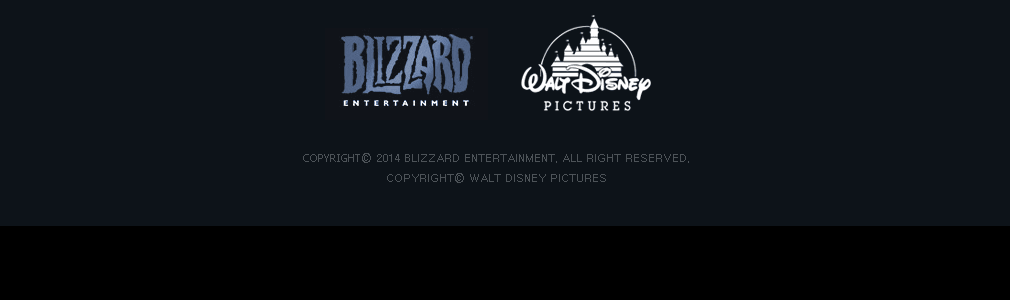 BLIZZARD
ENTERTAINMENT
WALT DISNEY
PICTURES
COPYRIGHT© 2014 BLIZZARD ENTERTAINMENT, ALL RIGHT RESERVED,
COPYRIGHT© WALT DISNEY PICTURES